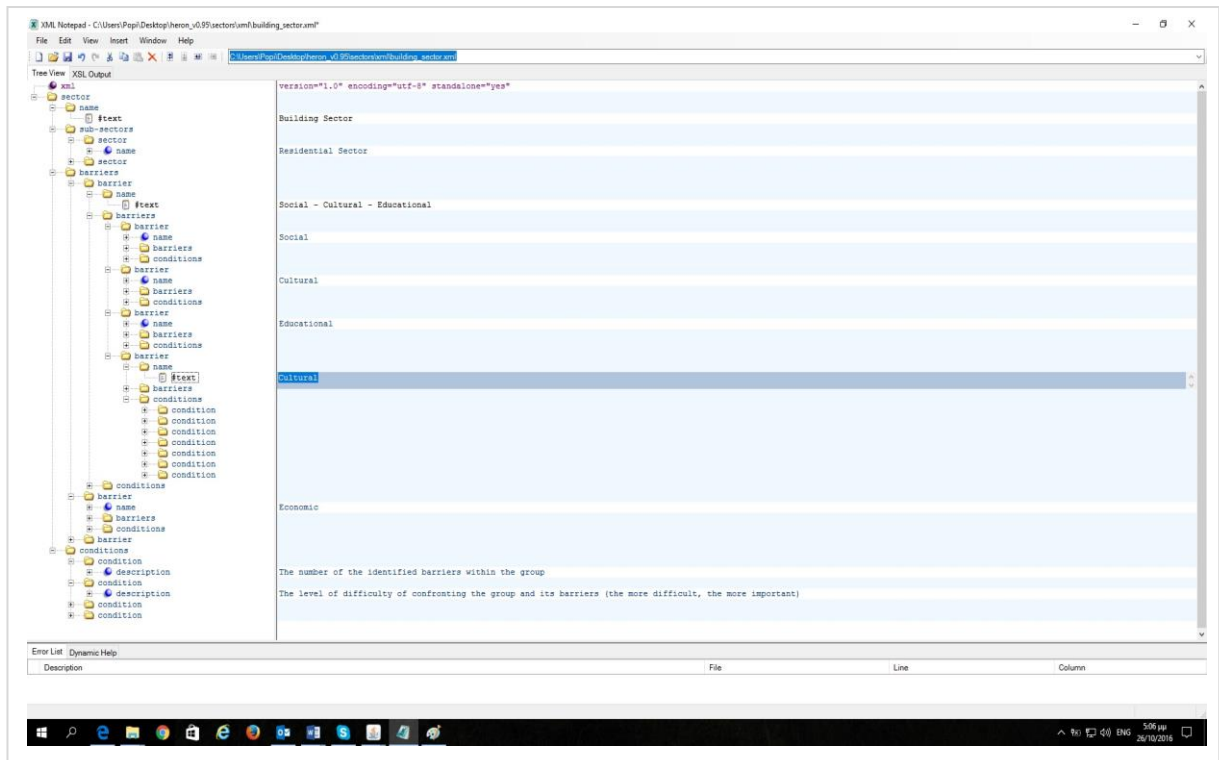 XML Notepad - C:\Users\Popi\Desktop\heron_v0.95\sectors\xml\building_sector.xml*
File Edit View Insert Window Help
C:\Users\Popi\Desktop\heron_v0.95\sectors\xml\building_sector.xml
Tree View XSL Output
xml version="1.0" encoding="utf-8" standalone="yes"
sector
name
#text Building Sector
sub-sectors
sector
name Residential Sector
sector
barriers
barrier
name
#text Social - Cultural - Educational
barriers
barrier
name Social
barriers
conditions
barrier
name Cultural
barriers
conditions
barrier
name Educational
barriers
conditions
barrier
name
#text Cultural
barriers
conditions
condition
condition
condition
condition
condition
condition
condition
conditions
barrier
name Economic
barriers
conditions
barrier
conditions
condition
description The number of the identified barriers within the group
condition
description The level of difficulty of confronting the group and its barriers (the more difficult, the more important)
condition
condition
Error List Dynamic Help
Description File Line Column
ENG 5:06 μμ
26/10/2016